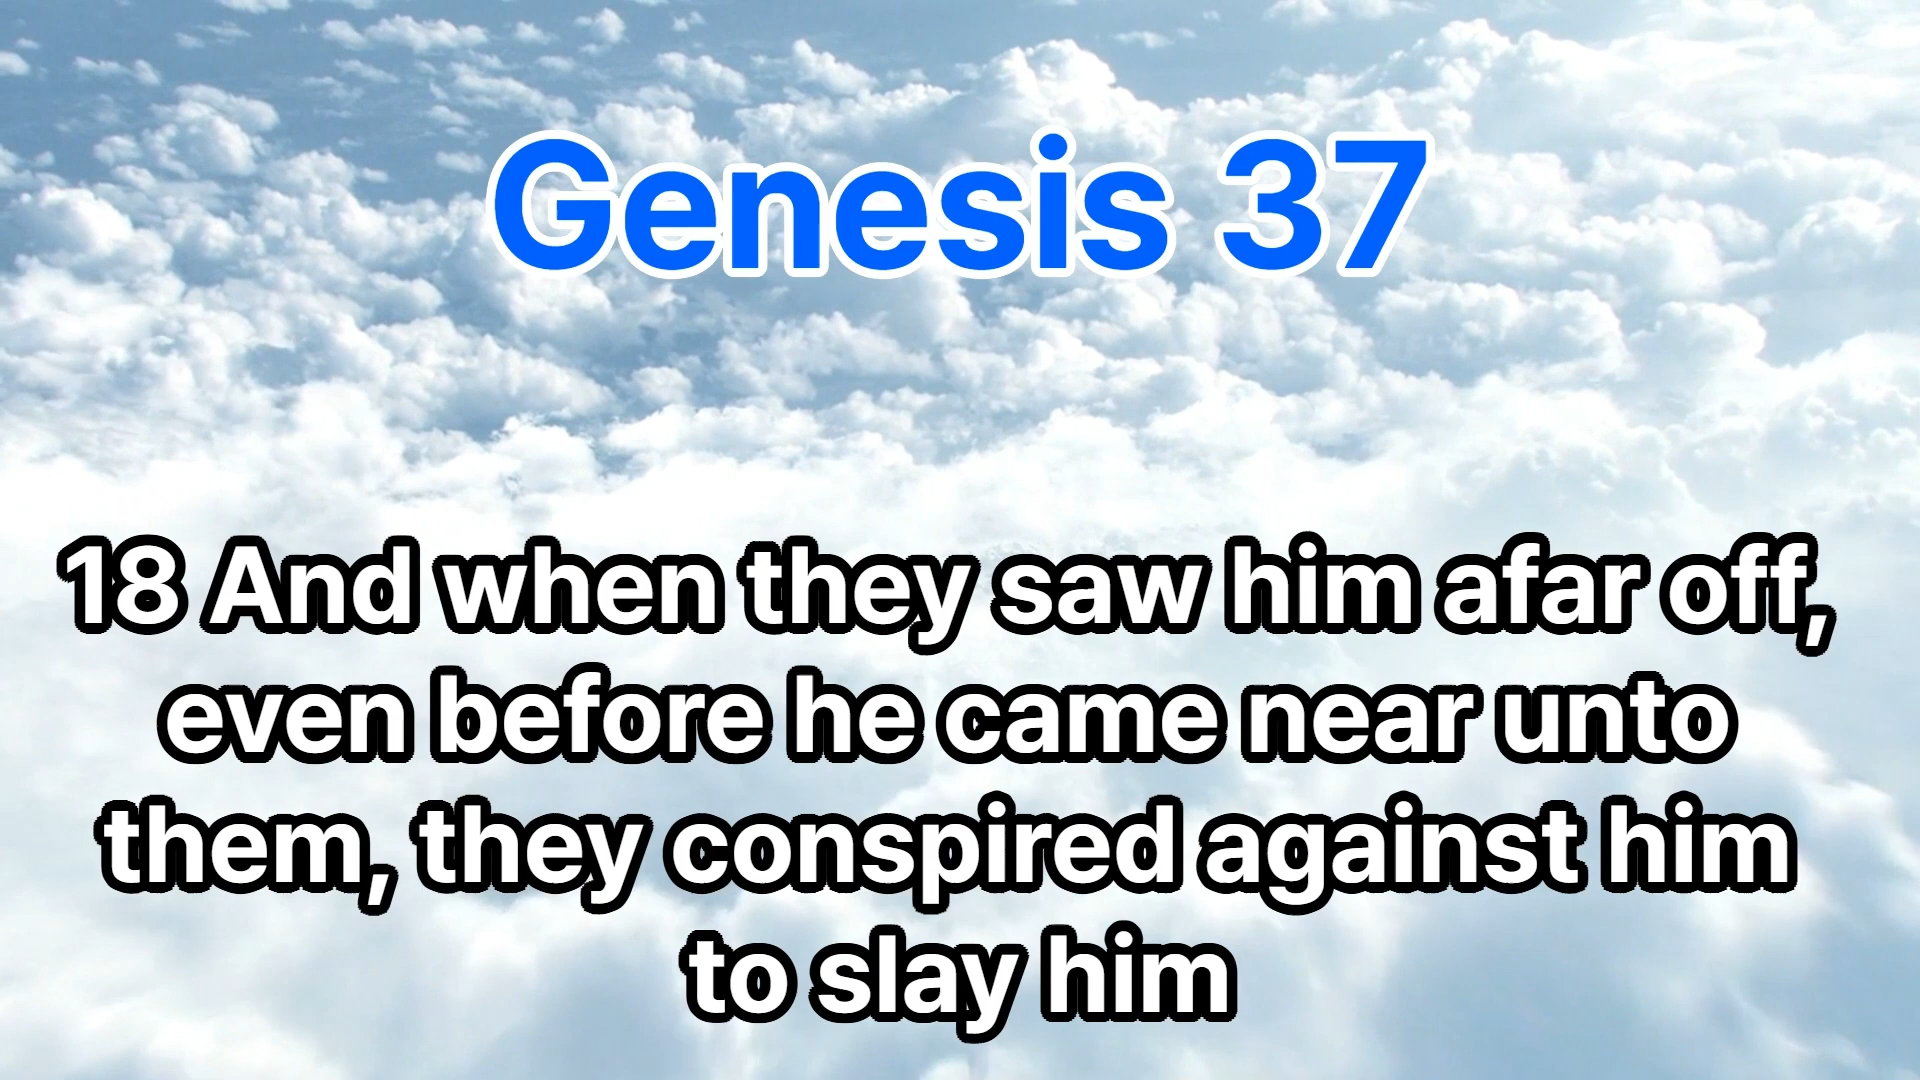 Genesis 37
18 And when they saw him afar off,
even before he came near unto
them, they conspired against him
to slay him